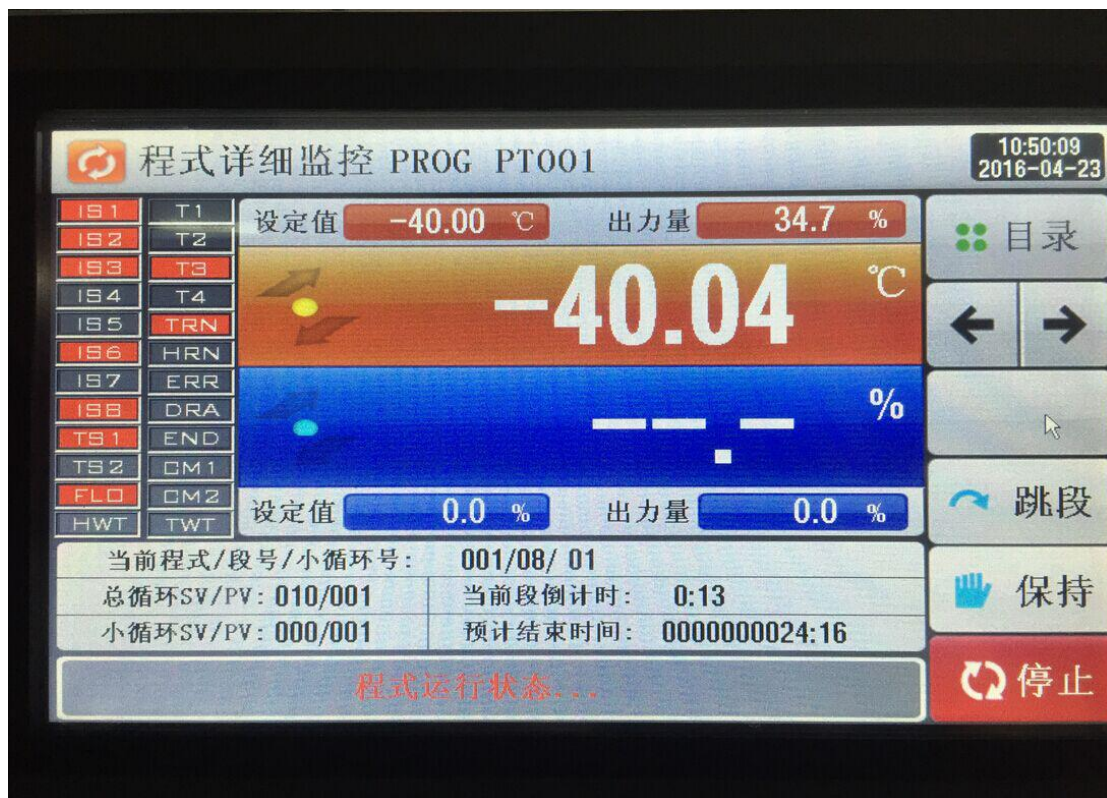 程式详细监控 PROG PT001
10:50:09
2016-04-23
IS1 T1
IS2 T2
IS3 T3
IS4 T4
IS5 TRN
IS6 HRN
IS7 ERR
IS8 DRA
TS1 END
TS2 CM1
FLO CM2
HWT TWT
设定值 -40.00 ℃ 出力量 34.7 %
-40.04 ℃
--.- %
设定值 0.0 % 出力量 0.0 %
当前程式/段号/小循环号: 001/08/ 01
总循环SV/PV: 010/001 当前段倒计时: 0:13
小循环SV/PV: 000/001 预计结束时间: 0000000024:16
程式运行状态...
目录
跳段
保持
停止